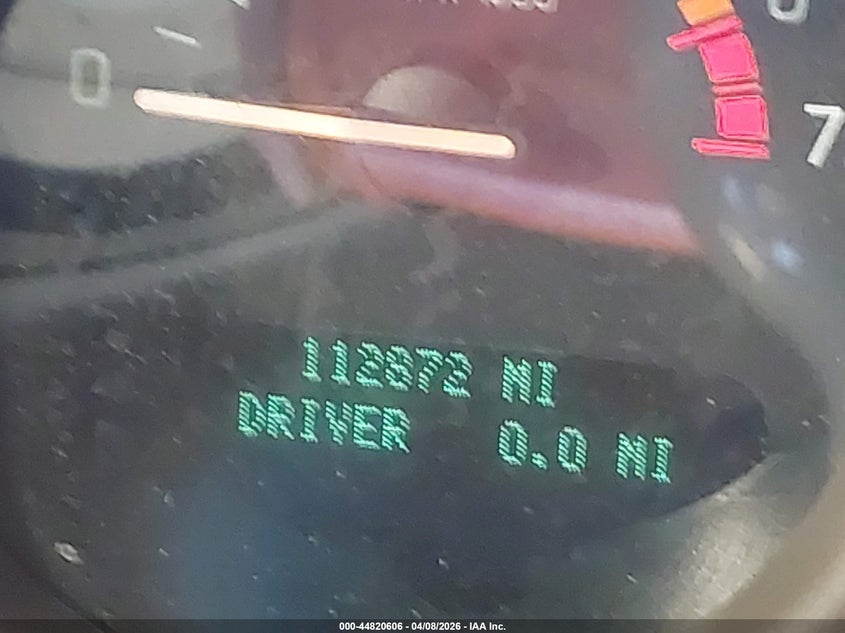 0
7
112872 MI
DRIVER 0.0 MI
000-44820606 - 04/08/2026 - IAA Inc.